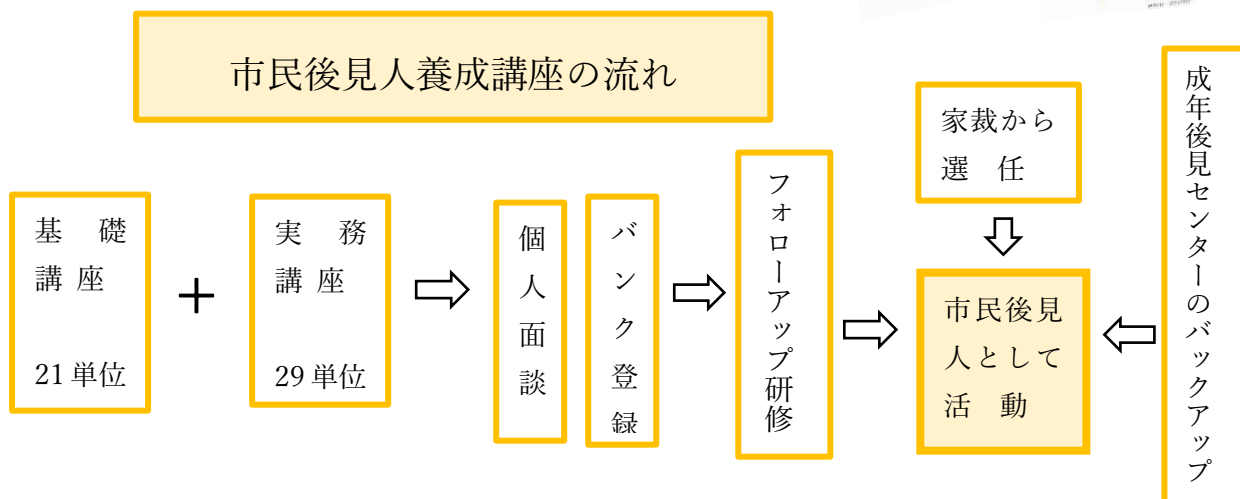 市民後見人養成講座の流れ
基 礎
講 座
21単位
＋
実 務
講 座
29単位
個人面談
バンク登録
フォローアップ研修
家裁から
選 任
市民後見
人として
活 動
成年後見センターのバックアップ